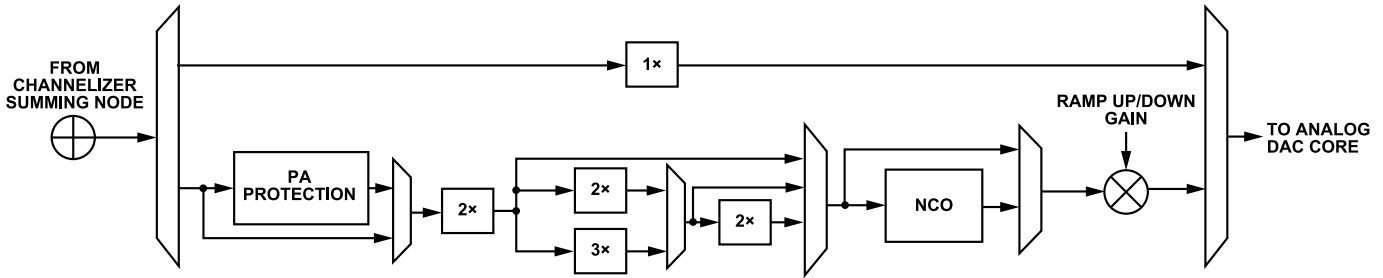 FROM
CHANNELIZER
SUMMING NODE
1×
RAMP UP/DOWN
GAIN
TO ANALOG
DAC CORE
PA
PROTECTION
2×
2×
3×
2×
NCO